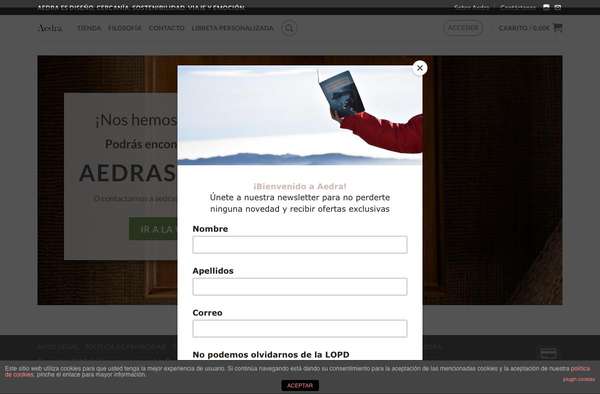 AEDRA ES DISEÑO, CERCANÍA, SOSTENIBILIDAD, VIAJE Y EMOCIÓN
Sobre Aedra
Contáctanos
Aedra
TIENDA
FILOSOFÍA
CONTACTO
LIBRETA PERSONALIZADA
ACCEDER
CARRITO / 0,00€
¡Nos hemos
Podrás encon
AEDRAS
O contactarnos a
IR A LA
¡Bienvenido a Aedra!
Únete a nuestra newsletter para no perderte
ninguna novedad y recibir ofertas exclusivas
Nombre
Apellidos
Correo
No podemos olvidarnos de la LOPD
Este sitio web utiliza cookies para que usted tenga la mejor experiencia de usuario. Si continúa navegando está dando su consentimiento para la aceptación de las mencionadas cookies y la aceptación de nuestra política
de cookies, pinche el enlace para mayor información.
plugin cookies
ACEPTAR